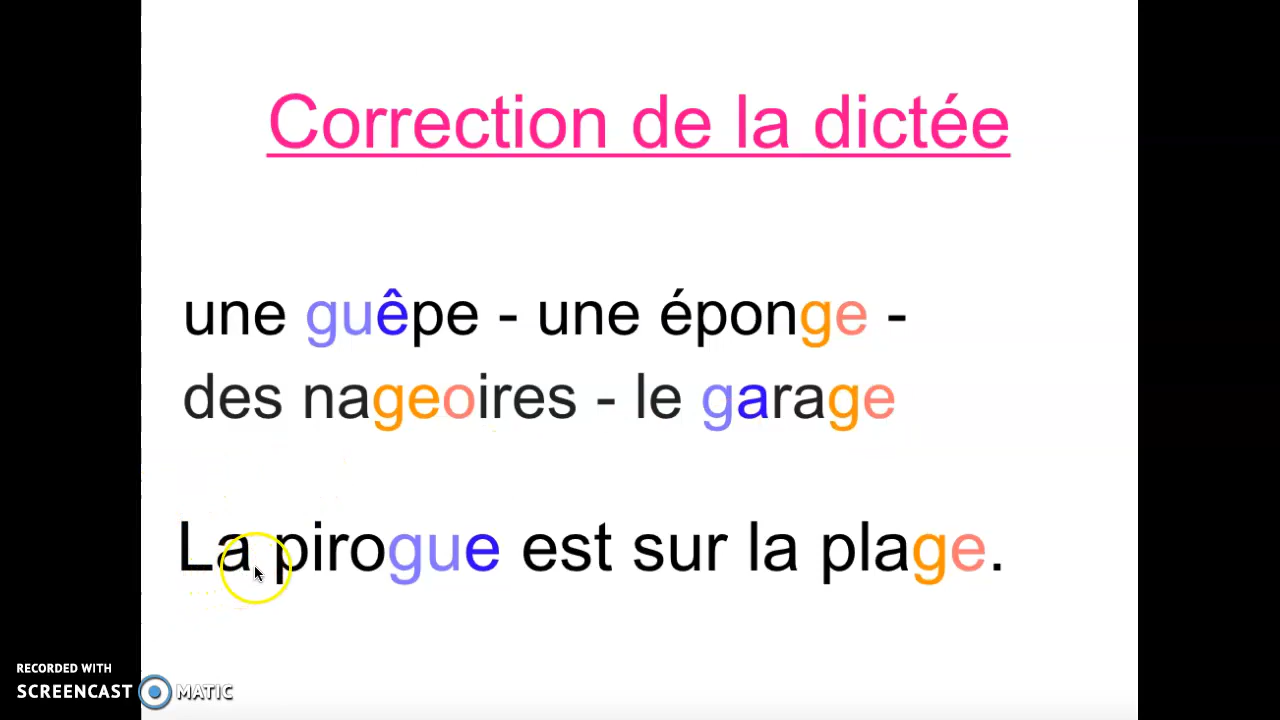 Correction de la dictée
une guêpe - une éponge -
des nageoires - le garage
La pirogue est sur la plage.
RECORDED WITH
SCREENCAST MATIC